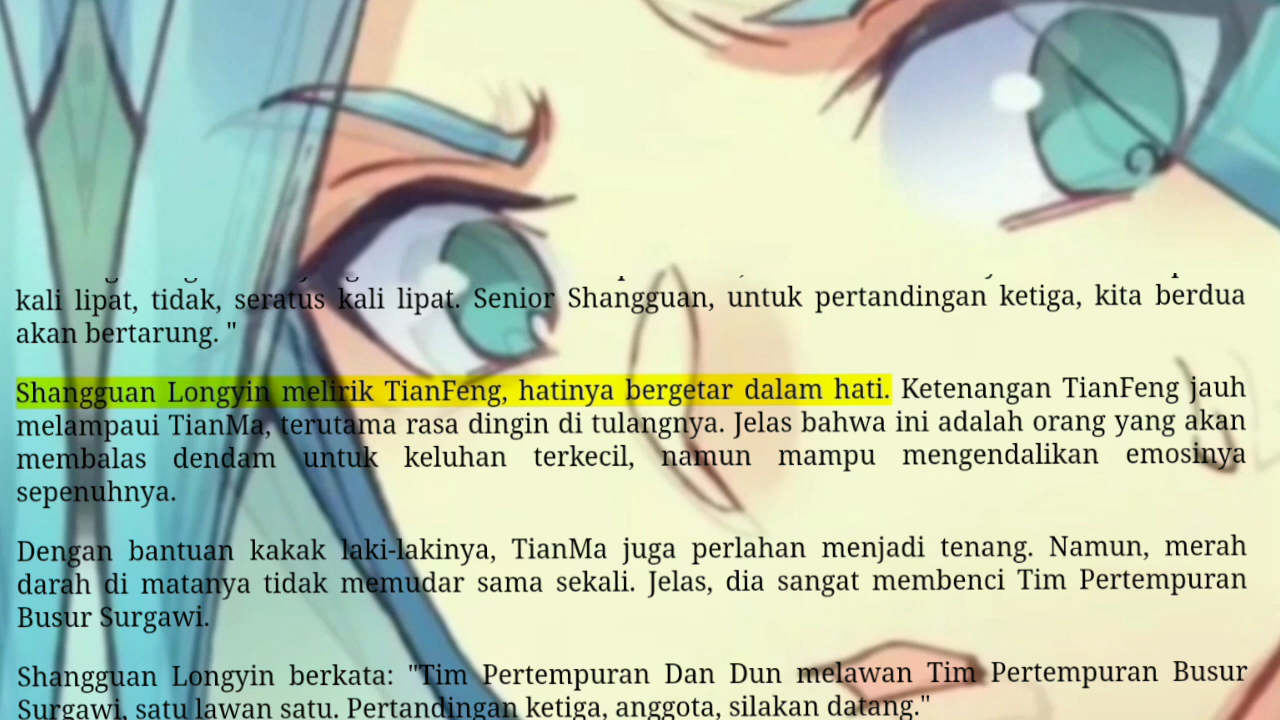 kali lipat, tidak, seratus kali lipat. Senior Shangguan, untuk pertandingan ketiga, kita berdua
akan bertarung. "
Shangguan Longyin melirik TianFeng, hatinya bergetar dalam hati. Ketenangan TianFeng jauh
melampaui TianMa, terutama rasa dingin di tulangnya. Jelas bahwa ini adalah orang yang akan
membalas dendam untuk keluhan terkecil, namun mampu mengendalikan emosinya
sepenuhnya.
Dengan bantuan kakak laki-lakinya, TianMa juga perlahan menjadi tenang. Namun, merah
darah di matanya tidak memudar sama sekali. Jelas, dia sangat membenci Tim Pertempuran
Busur Surgawi.
Shangguan Longyin berkata: "Tim Pertempuran Dan Dun melawan Tim Pertempuran Busur
Surgawi, satu lawan satu. Pertandingan ketiga, anggota, silakan datang."